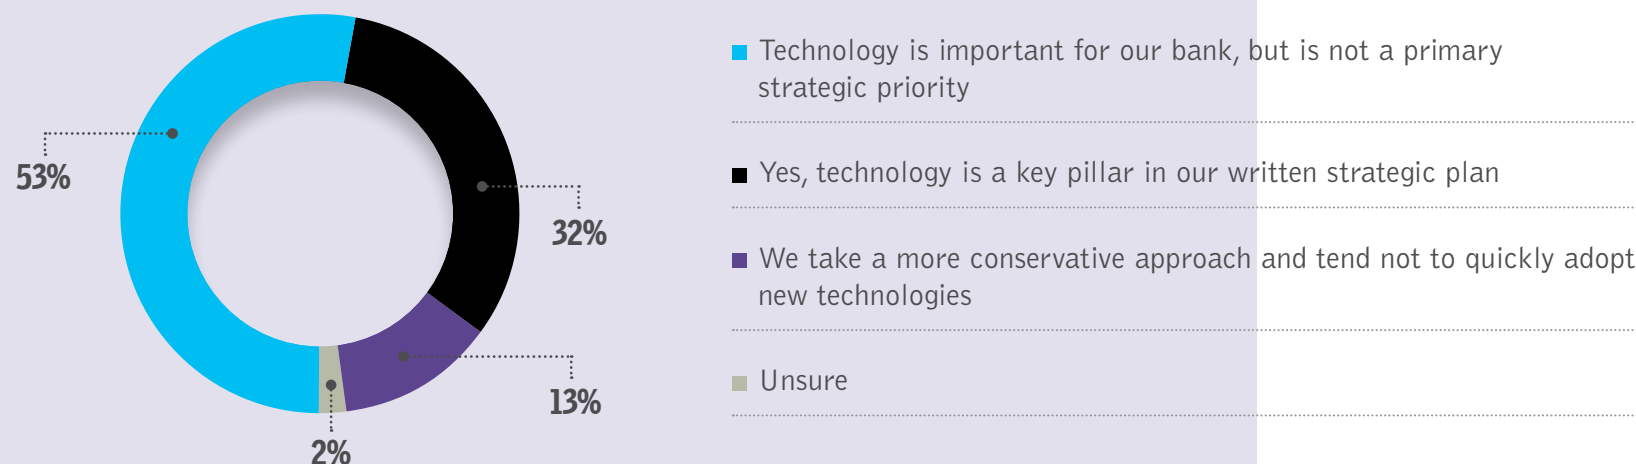 53%
32%
13%
2%
Technology is important for our bank, but is not a primary
strategic priority
Yes, technology is a key pillar in our written strategic plan
We take a more conservative approach and tend not to quickly adopt
new technologies
Unsure